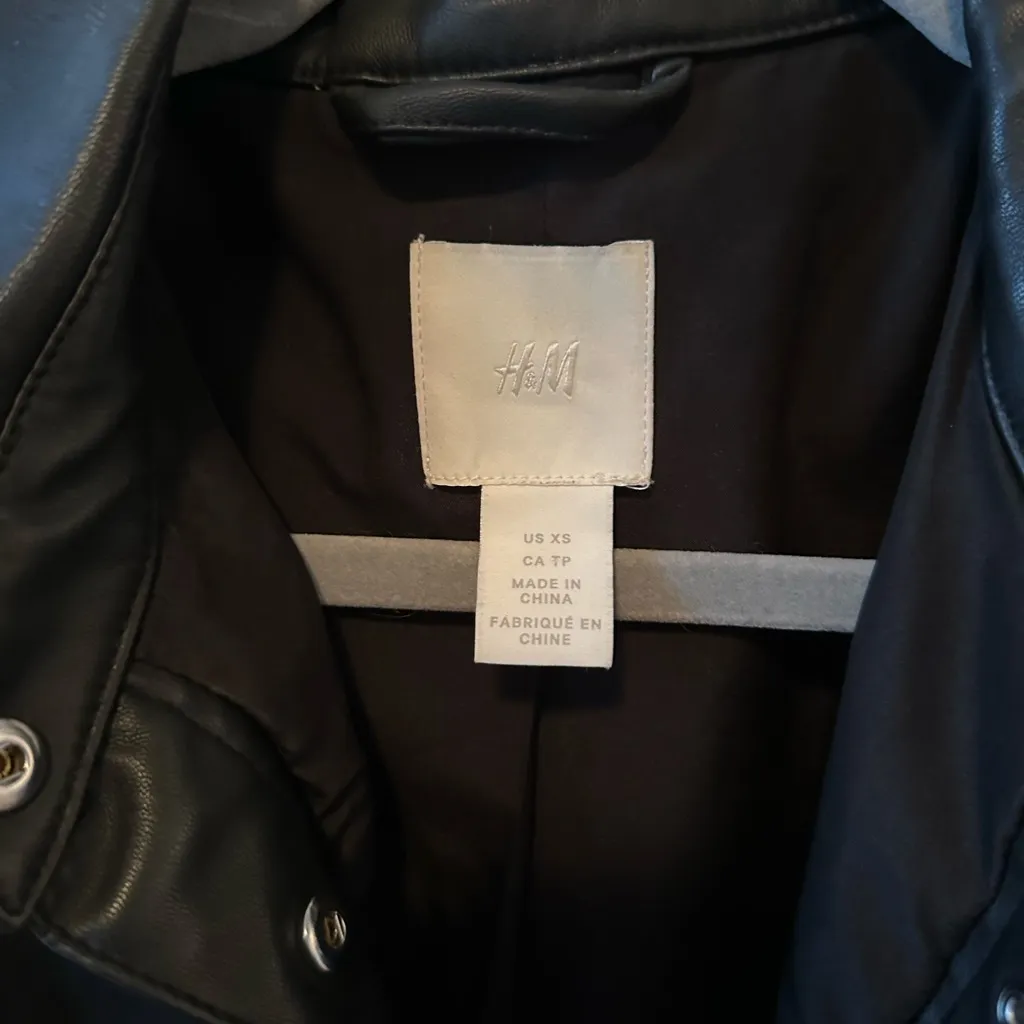 H&M
US XS
CA TP
MADE IN
CHINA
FABRIQUÉ EN
CHINE